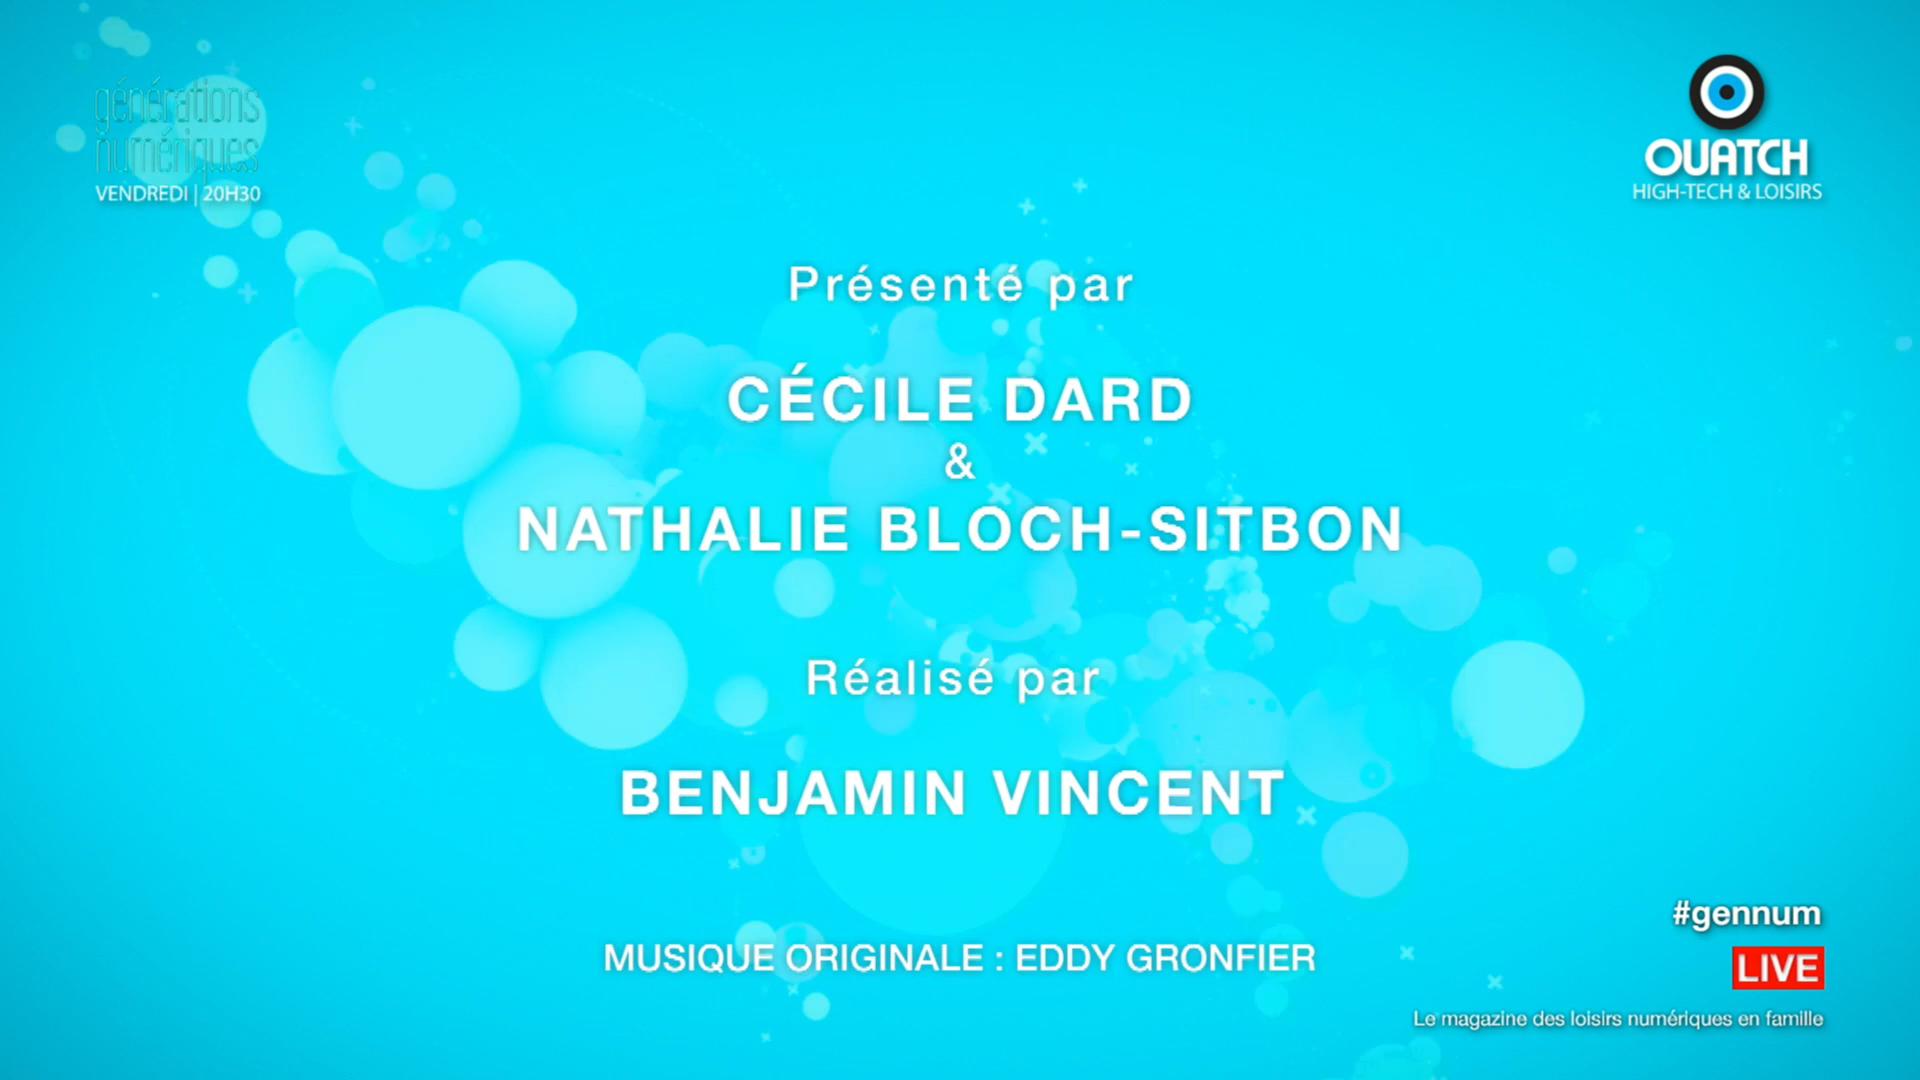 générations
numériques
VENDREDI | 20H30
OUATCH
HIGH-TECH & LOISIRS
Présenté par
CÉCILE DARD
&
NATHALIE BLOCH-SITBON
Réalisé par
BENJAMIN VINCENT
MUSIQUE ORIGINALE : EDDY GRONFIER
#gennum
LIVE
Le magazine des loisirs numériques en famille